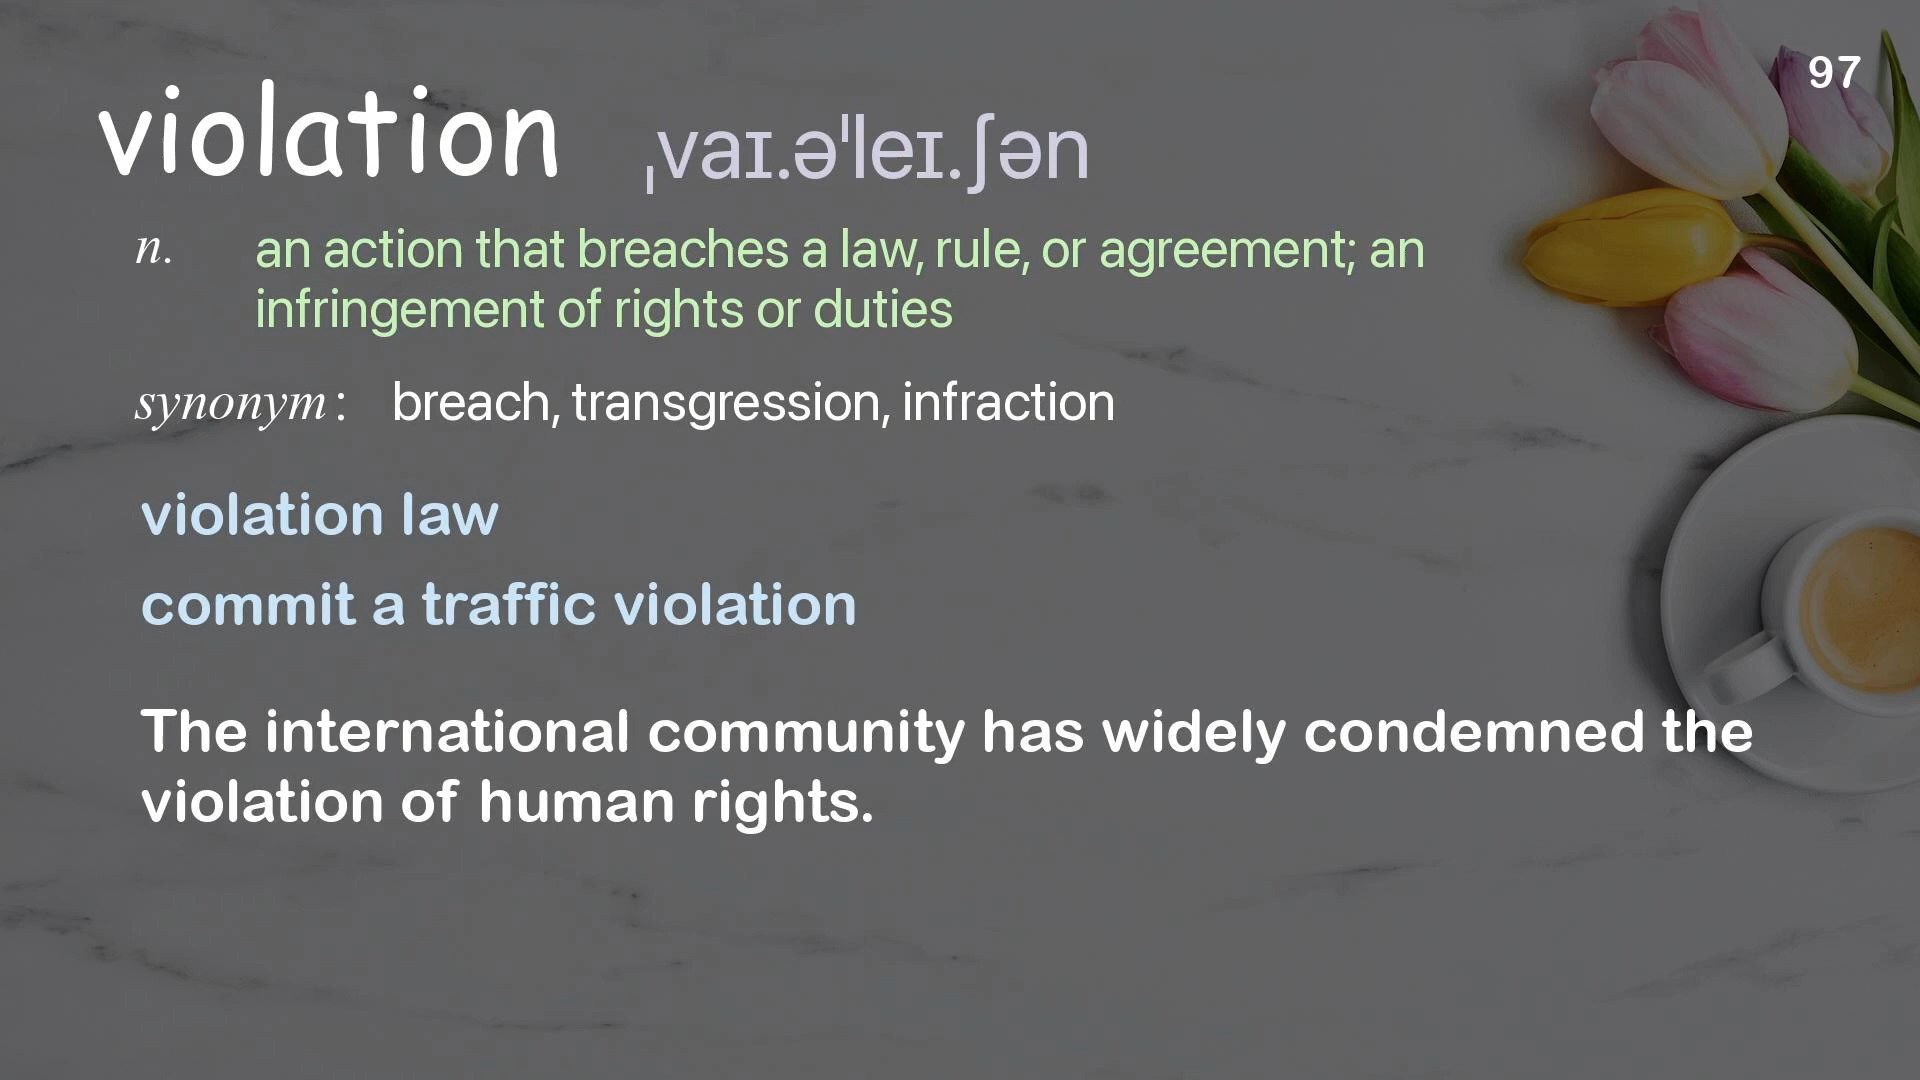 97
violation ˌvaɪ.əˈleɪ.ʃən
n. an action that breaches a law, rule, or agreement; an
infringement of rights or duties
synonym : breach, transgression, infraction
violation law
commit a traffic violation
The international community has widely condemned the
violation of human rights.